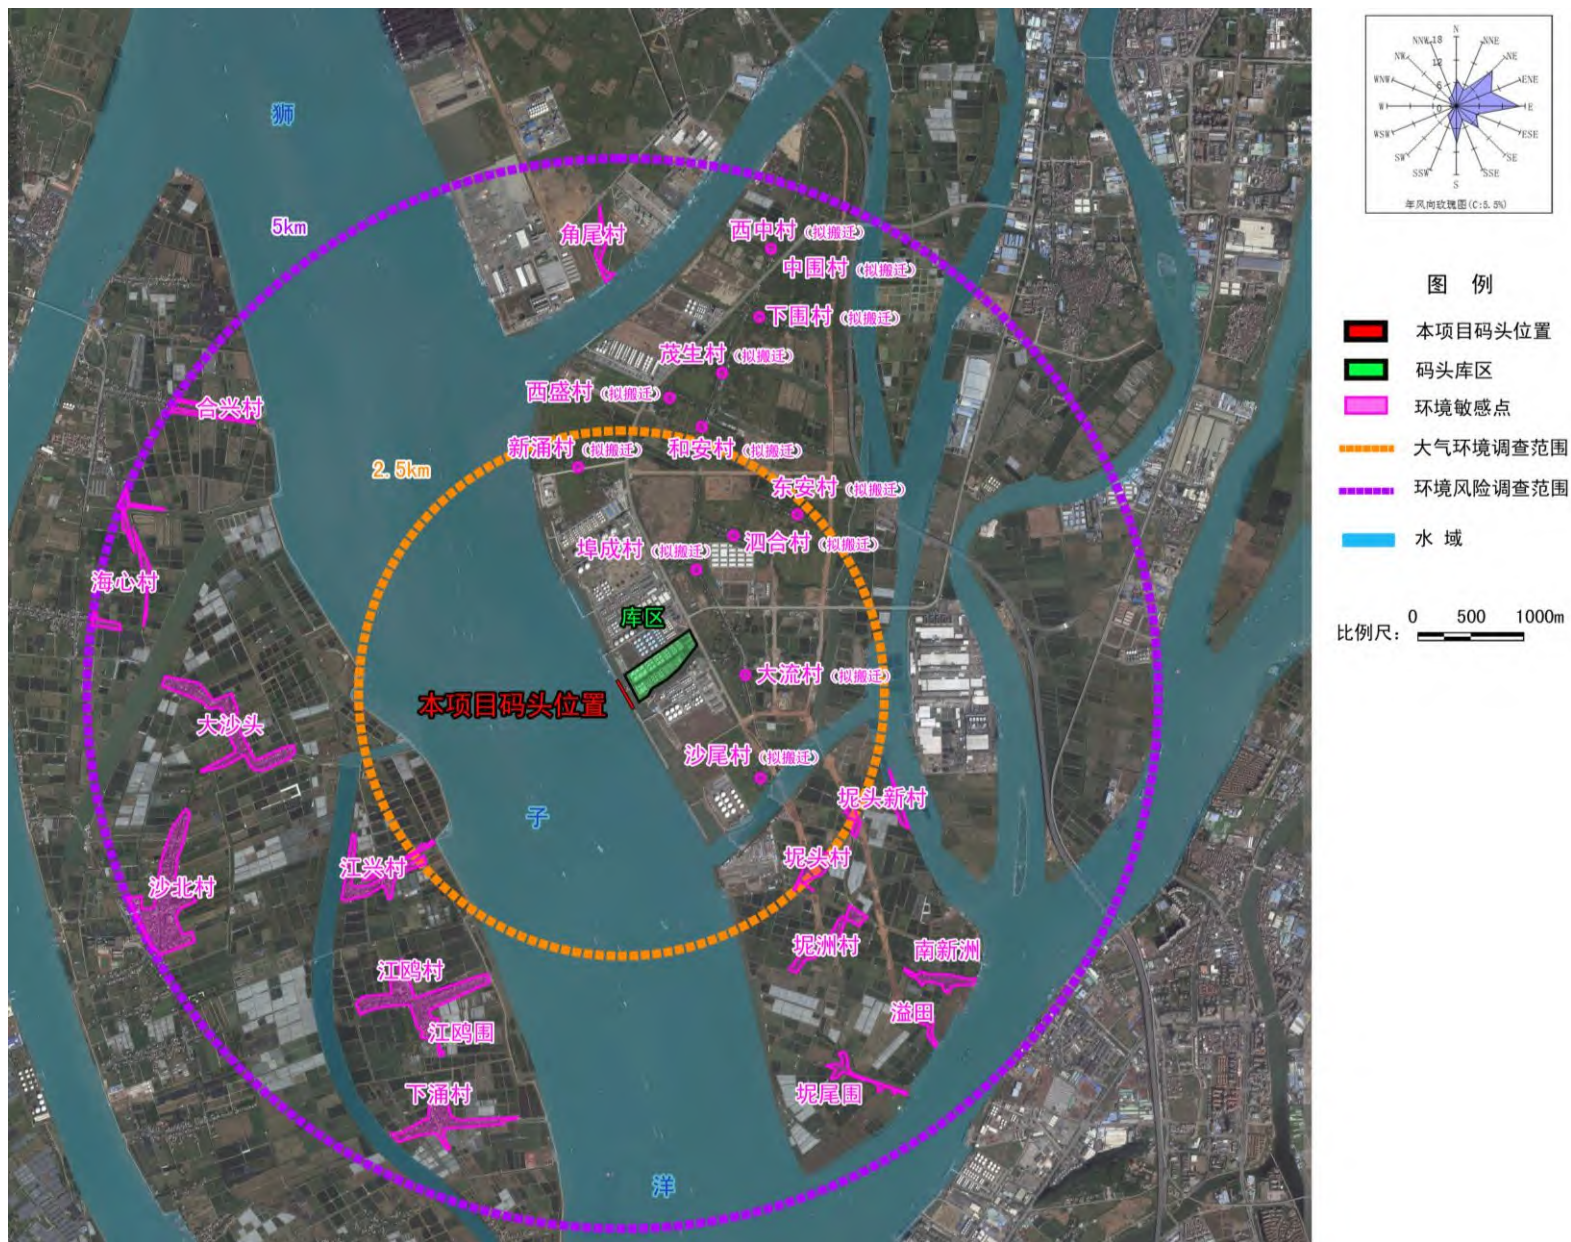 狮
5km
角尾村
西中村（拟搬迁）
中围村（拟搬迁）
下围村（拟搬迁）
茂生村（拟搬迁）
西盛村（拟搬迁）
合兴村
新涌村（拟搬迁）
和安村（拟搬迁）
2.5km
东安村（拟搬迁）
泗合村（拟搬迁）
埠成村（拟搬迁）
海心村
库区
大流村（拟搬迁）
本项目码头位置
大沙头
沙尾村（拟搬迁）
坭头新村
子
坭头村
江兴村
沙北村
坭洲村
南新洲
江鸥村
溢田
江鸥围
坭尾围
下涌村
洋
N
NNW
18
NNE
NW
12
NE
WNW
6
ENE
W
0
E
WSW
ESE
SW
SE
SSW
SSE
S
年风向玫瑰图(C:5.5%)
图 例
本项目码头位置
码头库区
环境敏感点
大气环境调查范围
环境风险调查范围
水 域
比例尺： 0 500 1000m